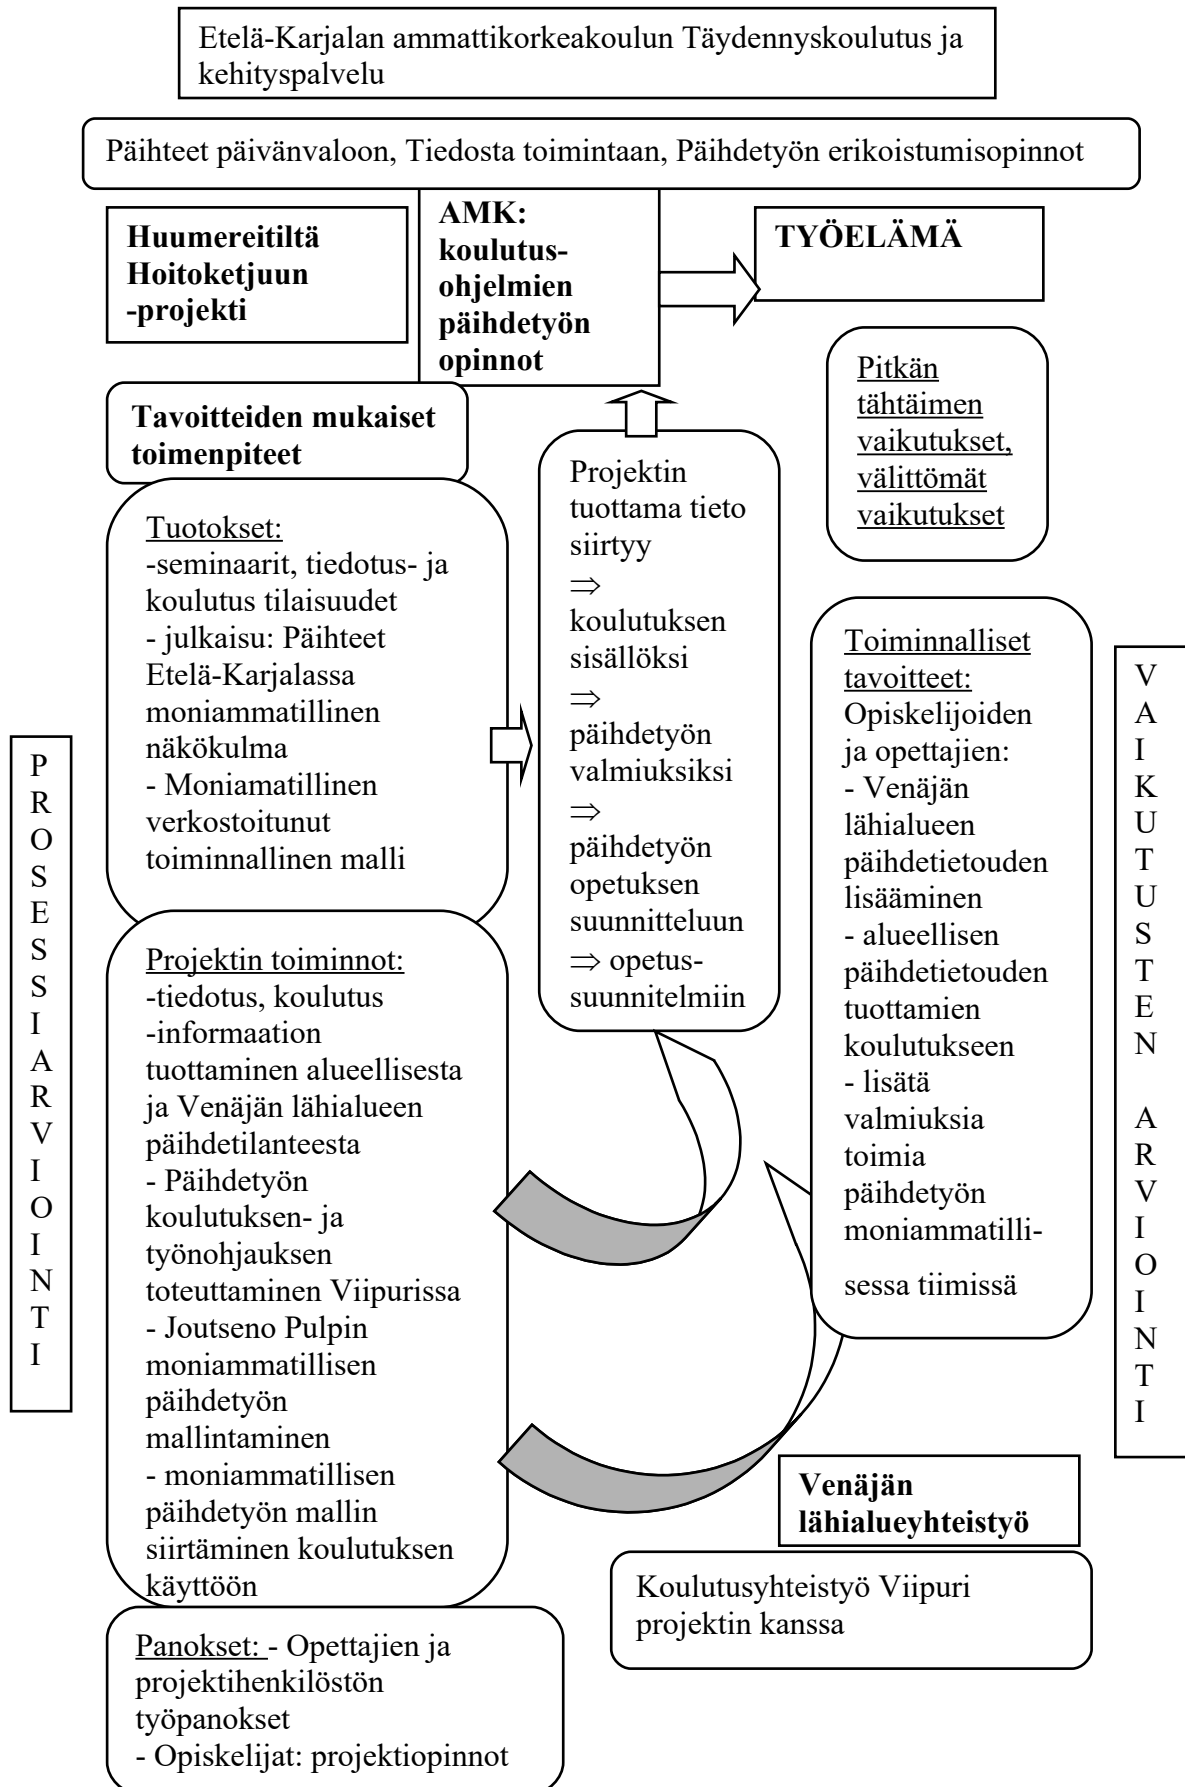 Etelä-Karjalan ammattikorkeakoulun Täydennyskoulutus ja
kehityspalvelu
Päihteet päivänvaloon, Tiedosta toimintaan, Päihdetyön erikoistumisopinnot
Huumereitiltä
Hoitoketjuun
-projekti
AMK:
koulutus-
ohjelmien
päihdetyön
opinnot
TYÖELÄMÄ
Pitkän
tähtäimen
vaikutukset,
välittömät
vaikutukset
Tavoitteiden mukaiset
toimenpiteet
Tuotokset:
-seminaarit, tiedotus- ja
koulutus tilaisuudet
- julkaisu: Päihteet
Etelä-Karjalassa
moniammatillinen
näkökulma
- Moniamatillinen
verkostoitunut
toiminnallinen malli
Projektin
tuottama tieto
siirtyy
⇒
koulutuksen
sisällöksi
⇒
päihdetyön
valmiuksiksi
⇒
päihdetyön
opetuksen
suunnitteluun
⇒ opetus-
suunnitelmiin
Toiminnalliset
tavoitteet:
Opiskelijoiden
ja opettajien:
- Venäjän
lähialueen
päihdetietouden
lisääminen
- alueellisen
päihdetietouden
tuottamien
koulutukseen
- lisätä
valmiuksia
toimia
päihdetyön
moniammatilli-
sessa tiimissä
P
R
O
S
E
S
S
I
A
R
V
I
O
I
N
T
I
V
A
I
K
U
T
U
S
T
E
N
A
R
V
I
O
I
N
T
I
Projektin toiminnot:
-tiedotus, koulutus
-informaation
tuottaminen alueellisesta
ja Venäjän lähialueen
päihdetilanteesta
- Päihdetyön
koulutuksen- ja
työnohjauksen
toteuttaminen Viipurissa
- Joutseno Pulpin
moniammatillisen
päihdetyön
mallintaminen
- moniammatillisen
päihdetyön mallin
siirtäminen koulutuksen
käyttöön
Venäjän
lähialueyhteistyö
Koulutusyhteistyö Viipuri
projektin kanssa
Panokset: - Opettajien ja
projektihenkilöstön
työpanokset
- Opiskelijat: projektiopinnot